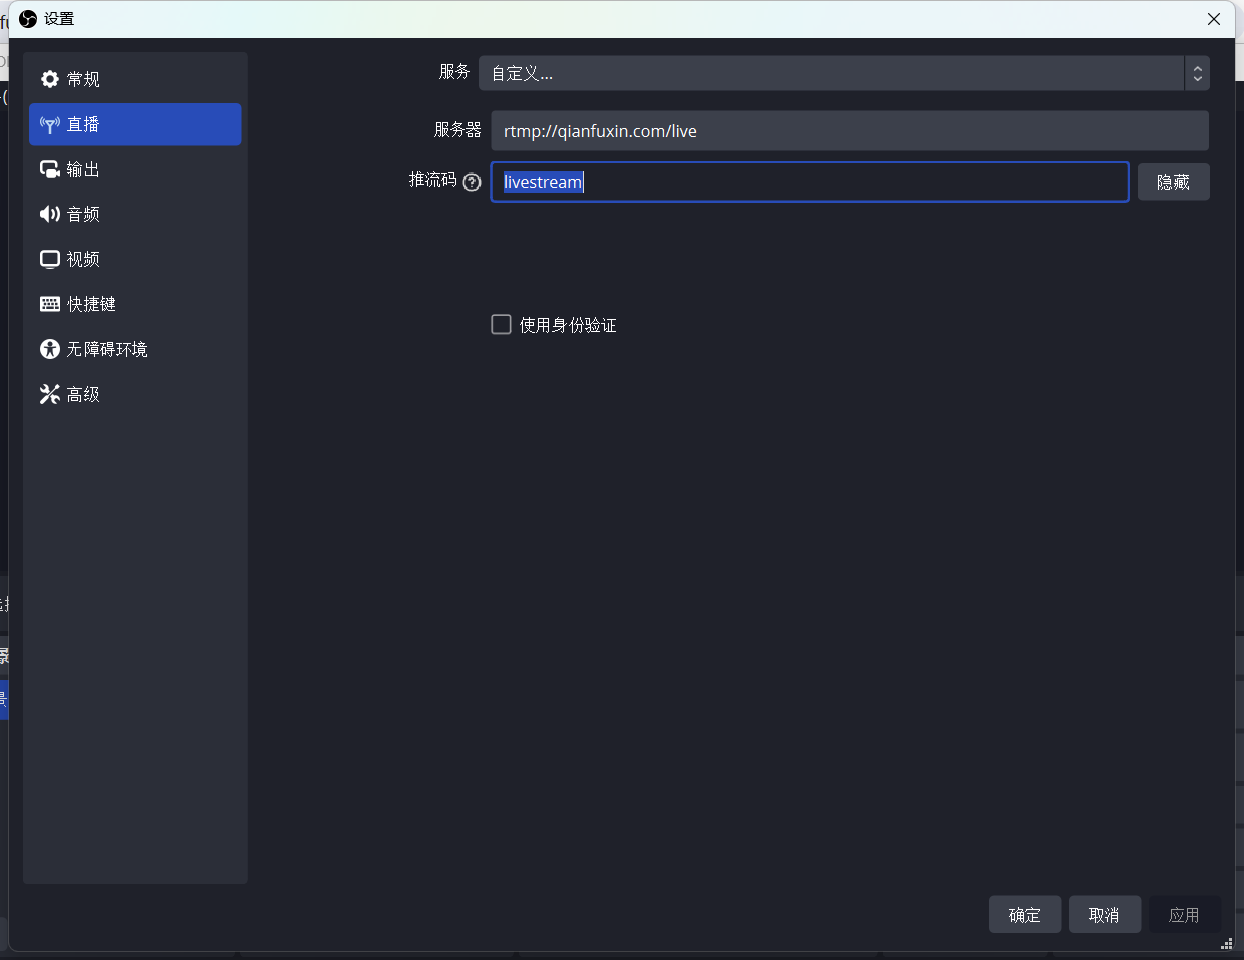 设置
常规
直播
输出
音频
视频
快捷键
无障碍环境
高级
服务 自定义...
服务器 rtmp://qianfuxin.com/live
推流码 livestream 隐藏
使用身份验证
确定 取消 应用